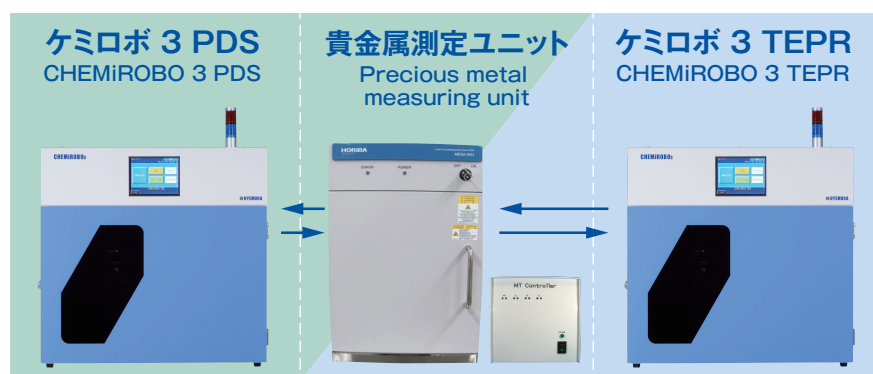 ケミロボ 3 PDS
CHEMiROBO 3 PDS
貴金属測定ユニット
Precious metal
measuring unit
ケミロボ 3 TEPR
CHEMiROBO 3 TEPR
CHEMiROBO3
UYEMURA
HORIBA
ERROR
POWER
OFF
ON
MT Controller
CHEMiROBO3
UYEMURA